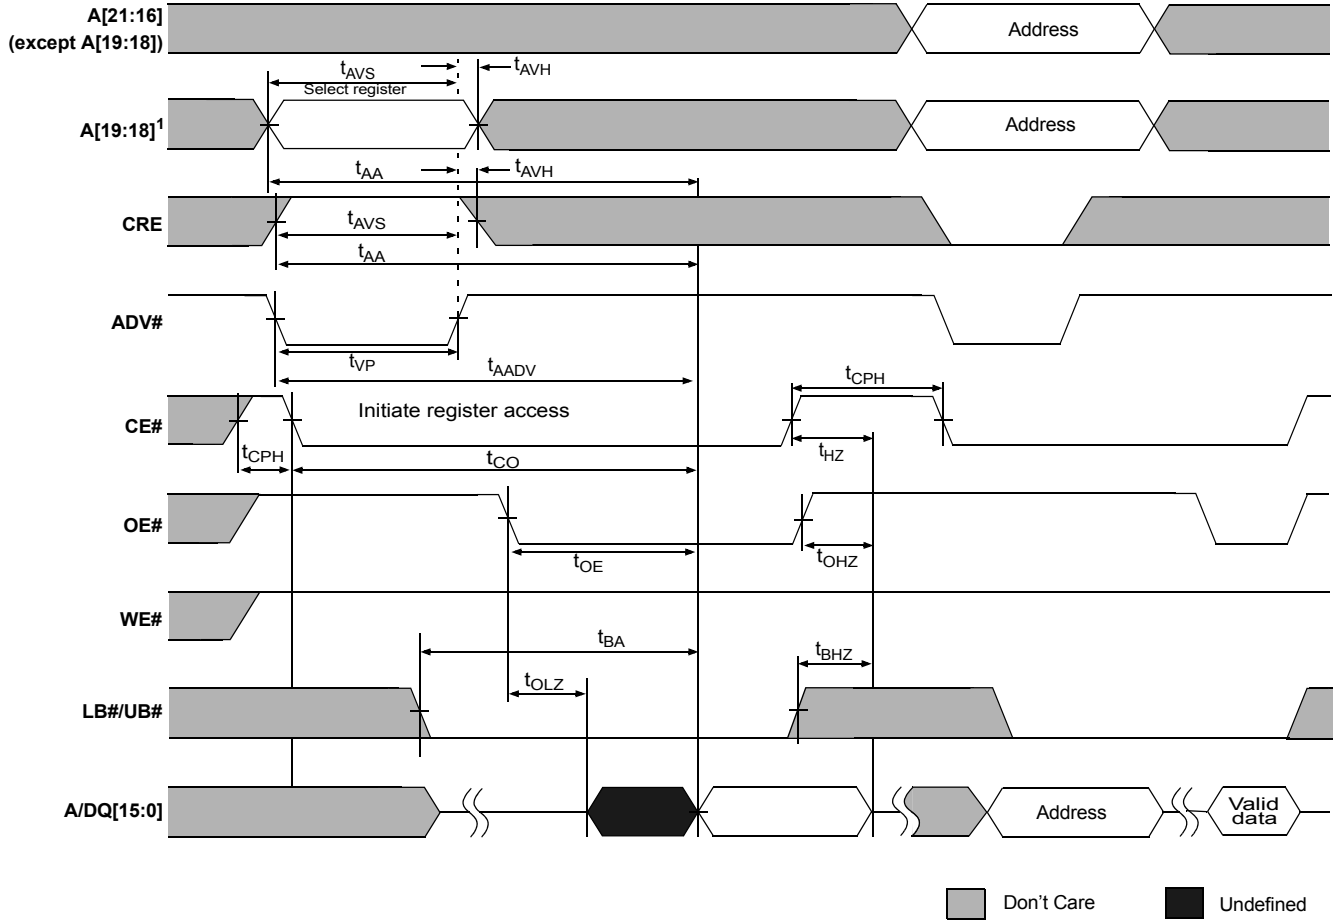 A[21:16]
(except A[19:18])
Address
tAVS
tAVH
Select register
A[19:18]1
Address
tAA
tAVH
CRE
tAVS
tAA
ADV#
tVP
tAADV
tCPH
CE#
Initiate register access
tCPH
tCO
tHZ
OE#
tOE
tOHZ
WE#
tBA
tBHZ
tOLZ
LB#/UB#
A/DQ[15:0]
Address
Valid
data
Don't Care
Undefined